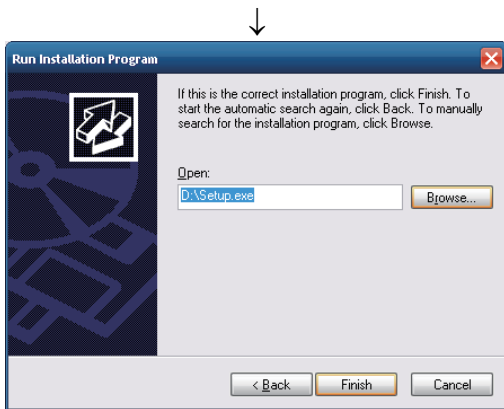 Run Installation Program
If this is the correct installation program, click Finish. To
start the automatic search again, click Back. To manually
search for the installation program, click Browse.
Open:
D:\Setup.exe
Browse...
< Back
Finish
Cancel